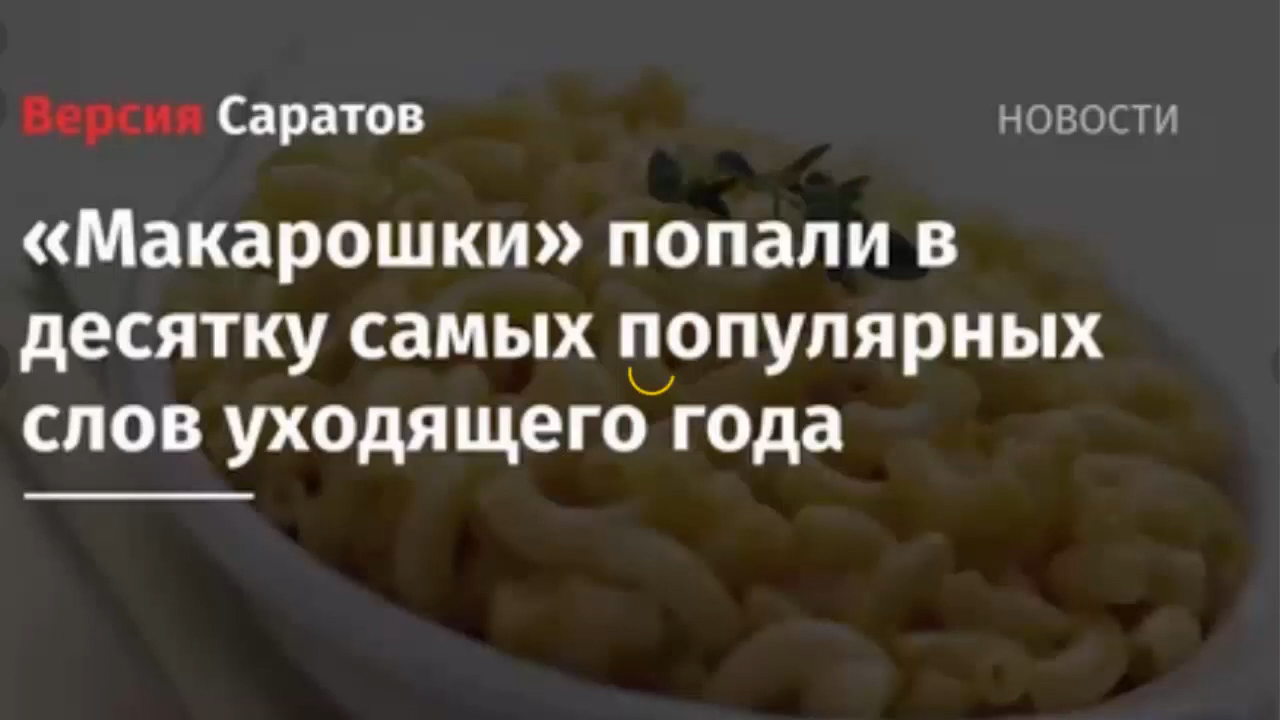 Версия Саратов
НОВОСТИ
«Макарошки» попали в
десятку самых популярных
слов уходящего года